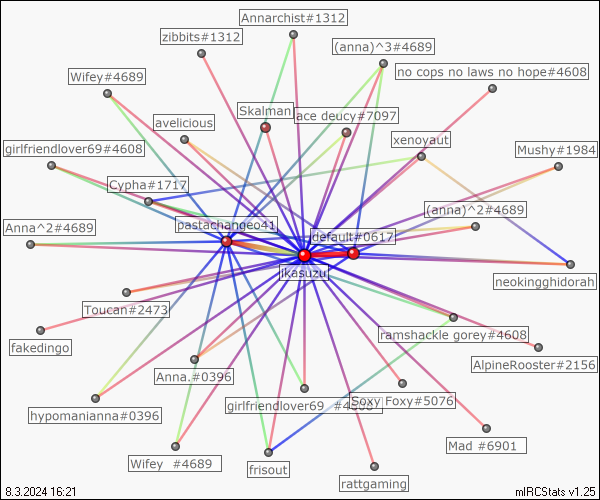 Annarchist#1312
zibbits#1312
(anna)^3#4689
no cops no laws no hope#4608
Wifey#4689
Skalman
ace deucy#7097
avelicious
xenoyaut
girlfriendlover69#4608
Mushy#1984
Cypha#1717
(anna)^2#4689
pastachangeo41
Anna^2#4689
default#0617
ikasuzu
neokingghidorah
Toucan#2473
ramshackle gorey#4608
fakedingo
AlpineRooster#2156
Anna.#0396
girlfriendlover69
Soxy Foxy#5076
hypomanianna#0396
Mad #6901
Wifey #4689
frisout
rattgaming
8.3.2024 16:21
mIRCStats v1.25